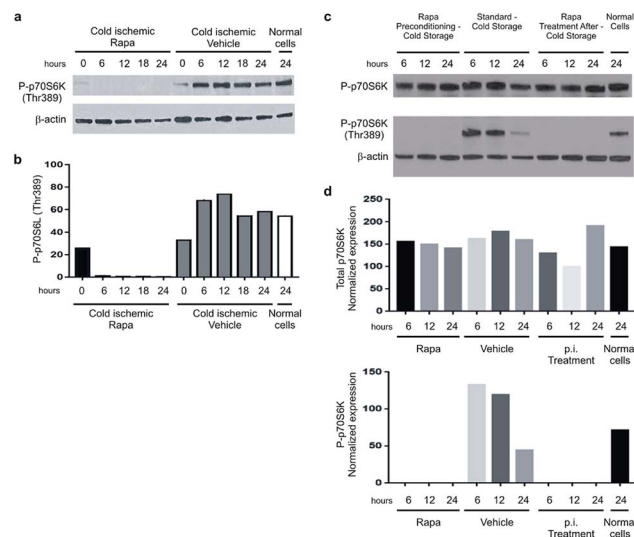 a
Cold ischemic
Rapa
Cold ischemic
Vehicle
Normal
cells
hours 0 6 12 18 24 0 6 12 18 24 24
P-p70S6K
(Thr389)
β-actin
b
P-p70S6L (Thr389)
100
80
60
40
20
0
hours 0 6 12 18 24 0 6 12 18 24 24
Cold ischemic
Rapa
Cold ischemic
Vehicle
Normal
cells
c
Rapa
Preconditioning -
Cold Storage
Standard -
Cold Storage
Rapa
Treatment After -
Cold Storage
Normal
Cells
hours 6 12 24 6 12 24 6 12 24 24
P-p70S6K
P-p70S6K
(Thr389)
β-actin
d
Total p70S6K
Normalized expression
250
200
150
100
50
0
hours 6 12 24 6 12 24 6 12 24 24
Rapa
Vehicle
p.i.
Treatment
Normal
cells
P-p70S6K
Normalized expression
150
100
50
0
hours 6 12 24 6 12 24 6 12 24 24
Rapa
Vehicle
p.i.
Treatment
Normal
cells